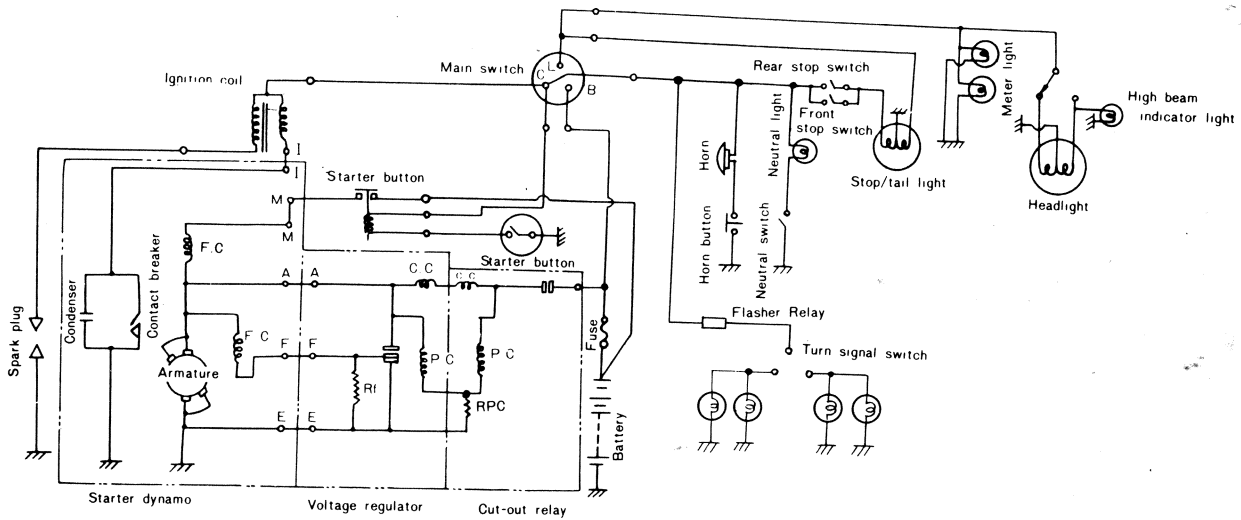 Ignition coil
Main switch
L
C
B
Rear stop switch
Front
stop switch
Neutral light
Meter light
High beam
indicator light
Stop/tail light
Headlight
Horn
Horn button
Neutral switch
I
I
Starter button
M
M
F.C
Starter button
Contact breaker
Condenser
Spark plug
A A
C.C
C.C
F.C
F F
Armature
Rf
P.C
P.C
RPC
E E
Fuse
Battery
Flasher Relay
Turn signal switch
Starter dynamo
Voltage regulator
Cut-out relay